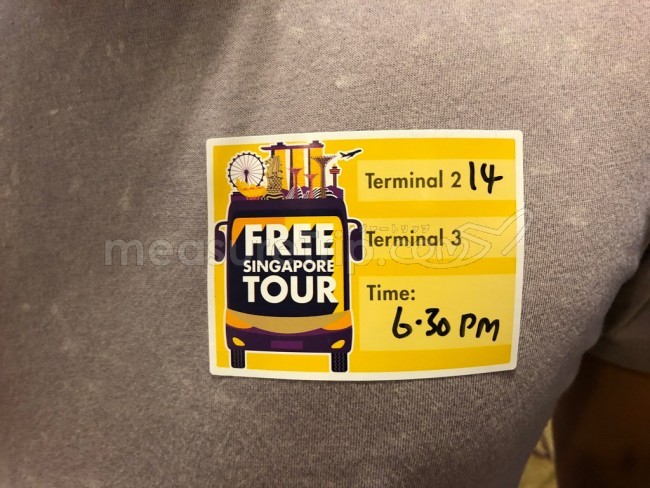 FREE
SINGAPORE
TOUR
Terminal 2 14
Terminal 3
Time:
6.30 PM